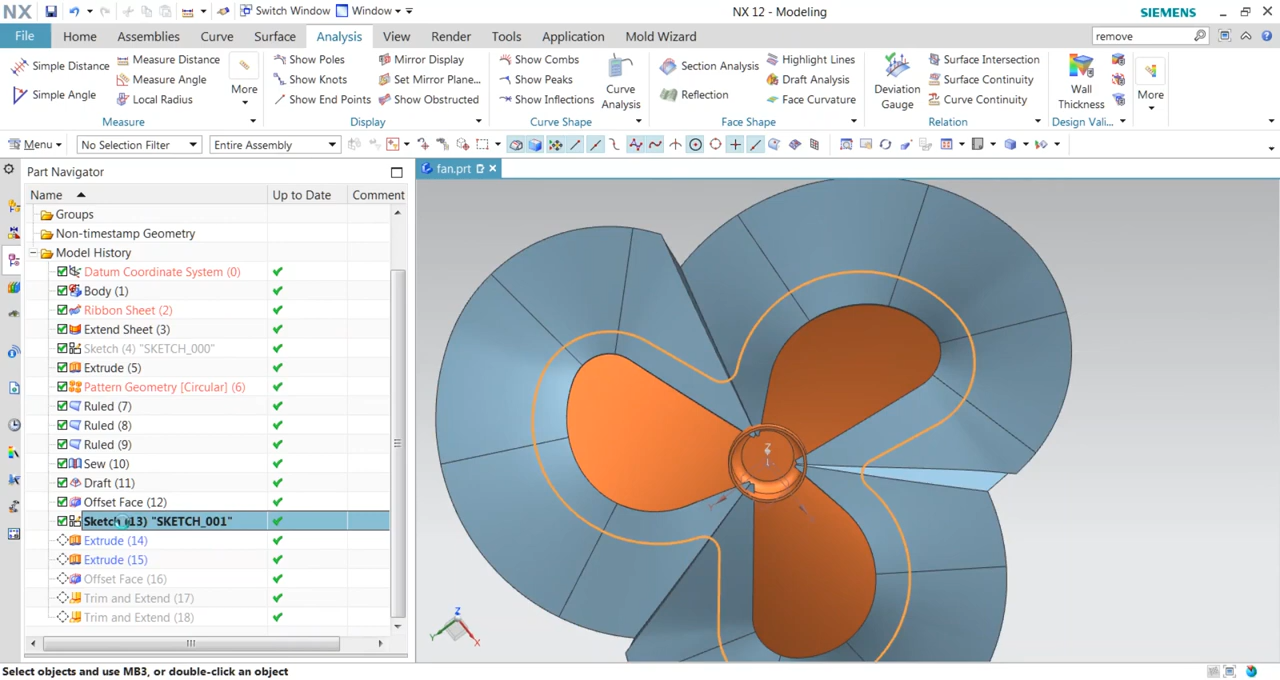 NX
Switch Window
Window
NX 12 - Modeling
SIEMENS
File
Home
Assemblies
Curve
Surface
Analysis
View
Render
Tools
Application
Mold Wizard
remove
Simple Distance
Simple Angle
Measure Distance
Measure Angle
Local Radius
More
Measure
Show Poles
Show Knots
Show End Points
Mirror Display
Set Mirror Plane...
Show Obstructed
Display
Show Combs
Show Peaks
Show Inflections
Curve
Analysis
Curve Shape
Section Analysis
Reflection
Highlight Lines
Draft Analysis
Face Curvature
Face Shape
Deviation
Gauge
Surface Intersection
Surface Continuity
Curve Continuity
Relation
Wall
Thickness
Design Vali...
More
Menu
No Selection Filter
Entire Assembly
Part Navigator
fan.prt
Name
Up to Date
Comment
Groups
Non-timestamp Geometry
Model History
Datum Coordinate System (0)
Body (1)
Ribbon Sheet (2)
Extend Sheet (3)
Sketch (4) "SKETCH_000"
Extrude (5)
Pattern Geometry [Circular] (6)
Ruled (7)
Ruled (8)
Ruled (9)
Sew (10)
Draft (11)
Offset Face (12)
Sketch (13) "SKETCH_001"
Extrude (14)
Extrude (15)
Offset Face (16)
Trim and Extend (17)
Trim and Extend (18)
Z
Z
Y
X
Select objects and use MB3, or double-click an object